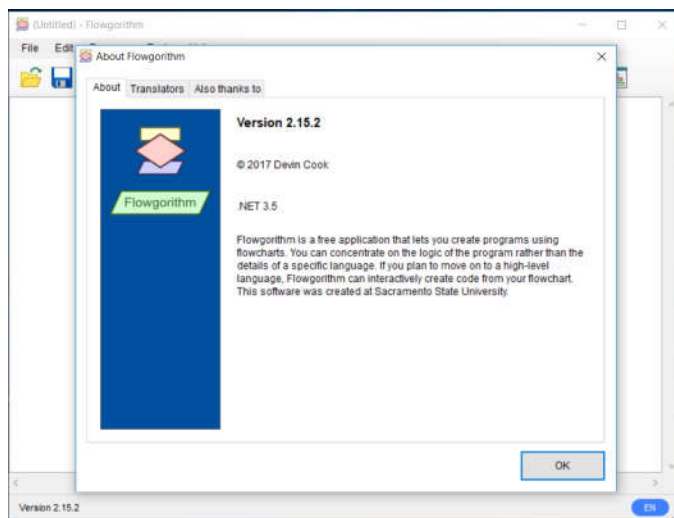 (Untitled) - Flowgorithm
File Edit
About Flowgorithm
About Translators Also thanks to
Version 2.15.2
© 2017 Devin Cook
Flowgorithm
.NET 3.5
Flowgorithm is a free application that lets you create programs using
flowcharts. You can concentrate on the logic of the program rather than the
details of a specific language. If you plan to move on to a high-level
language, Flowgorithm can interactively create code from your flowchart.
This software was created at Sacramento State University.
OK
Version 2.15.2
EN